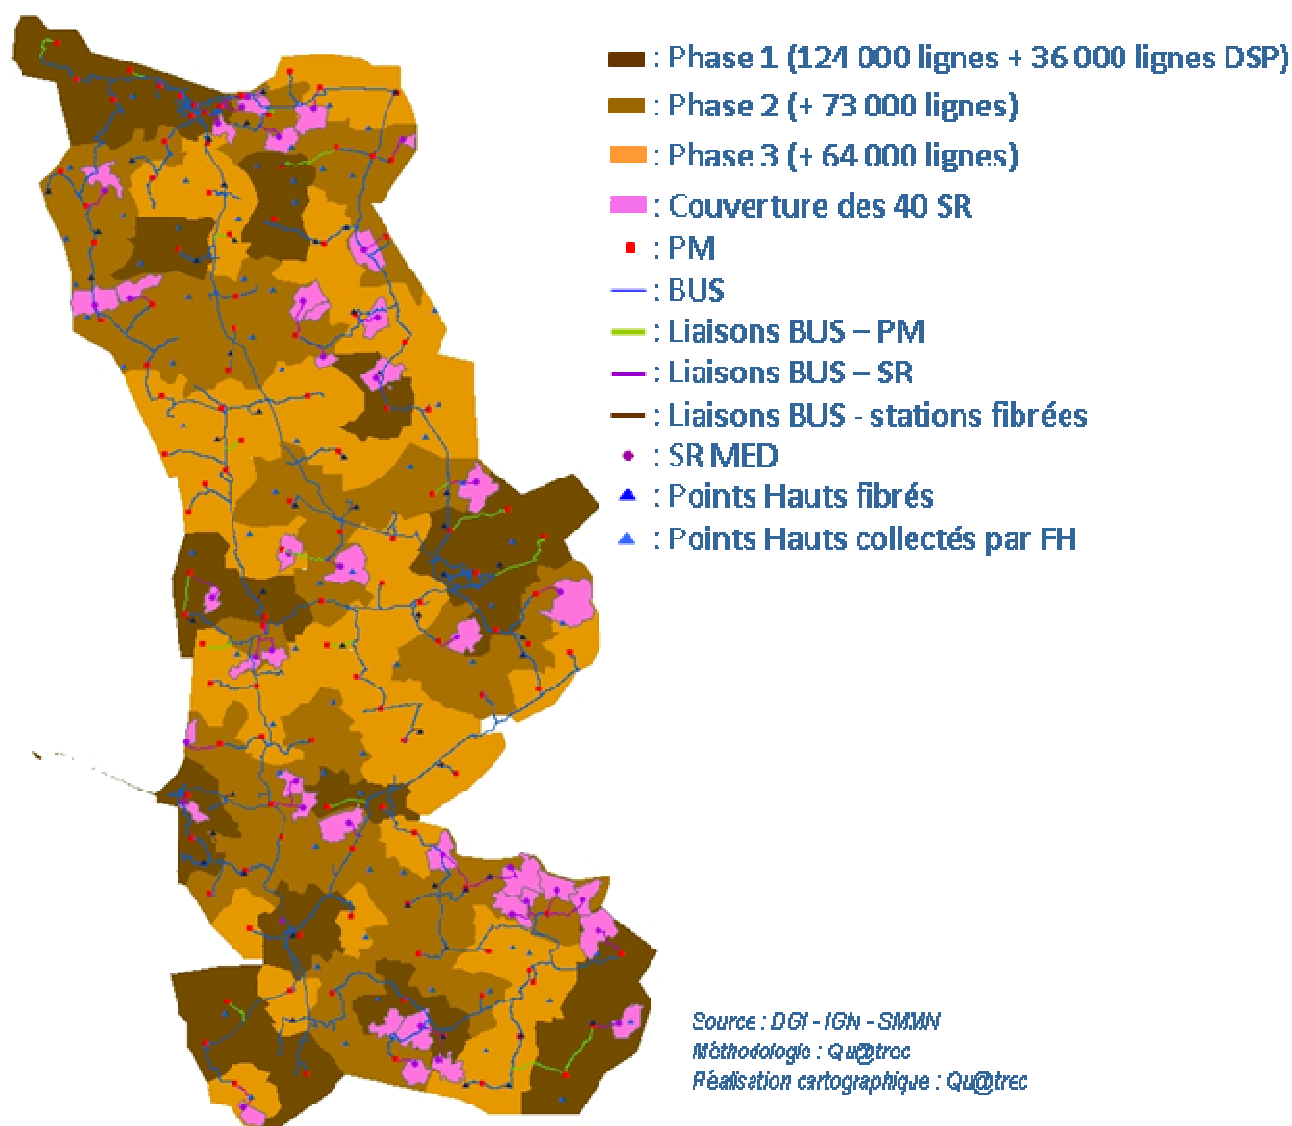 : Phase 1 (124 000 lignes + 36 000 lignes DSP)
: Phase 2 (+ 73 000 lignes)
: Phase 3 (+ 64 000 lignes)
: Couverture des 40 SR
: PM
: BUS
: Liaisons BUS – PM
: Liaisons BUS – SR
: Liaisons BUS - stations fibrées
: SR MED
: Points Hauts fibrés
: Points Hauts collectés par FH
Source : DGI - IGN - SMMN
Méthodologie : Qu@trec
Réalisation cartographique : Qu@trec